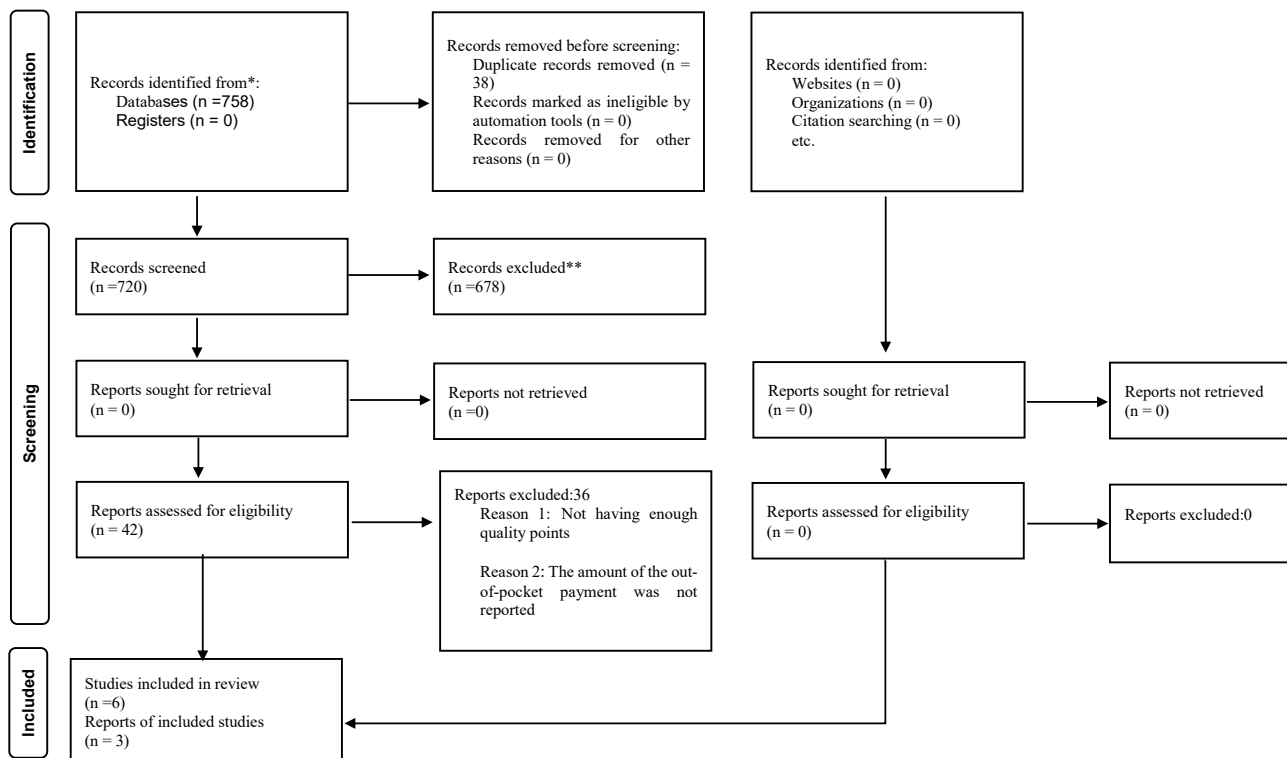 Identification
Records identified from*:
Databases (n =758)
Registers (n = 0)
Records removed before screening:
Duplicate records removed (n =
38)
Records marked as ineligible by
automation tools (n = 0)
Records removed for other
reasons (n = 0)
Records identified from:
Websites (n = 0)
Organizations (n = 0)
Citation searching (n = 0)
etc.
Screening
Records screened
(n =720)
Records excluded**
(n =678)
Reports sought for retrieval
(n = 0)
Reports not retrieved
(n =0)
Reports sought for retrieval
(n = 0)
Reports not retrieved
(n = 0)
Reports assessed for eligibility
(n = 42)
Reports excluded:36
Reason 1: Not having enough
quality points
Reason 2: The amount of the out-
of-pocket payment was not
reported
Reports assessed for eligibility
(n = 0)
Reports excluded:0
Included
Studies included in review
(n =6)
Reports of included studies
(n = 3)